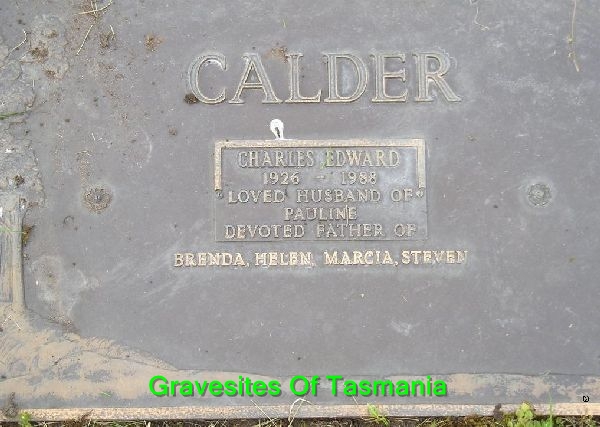 CALDER
CHARLES EDWARD
1926 - 1988
"LOVED HUSBAND OF"
PAULINE
DEVOTED FATHER OF
BRENDA, HELEN, MARCIA, STEVEN
Gravesites Of Tasmania
®